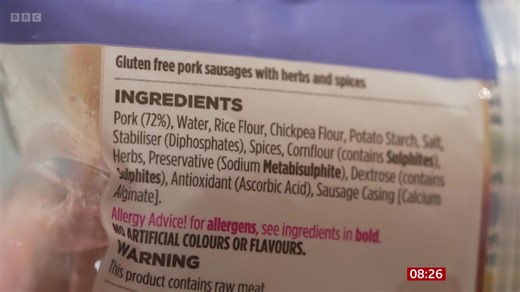 BBC
Gluten free pork sausages with herbs and spices
INGREDIENTS
Pork (72%), Water, Rice Flour, Chickpea Flour, Potato Starch, Salt,
Stabiliser (Diphosphates), Spices, Cornflour (contains Sulphites),
Herbs, Preservative (Sodium Metabisulphite), Dextrose (contains
Sulphites), Antioxidant (Ascorbic Acid), Sausage Casing [Calcium
Alginate].
Allergy Advice! for allergens, see ingredients in bold.
NO ARTIFICIAL COLOURS OR FLAVOURS.
WARNING
This product contains raw meat
08:26